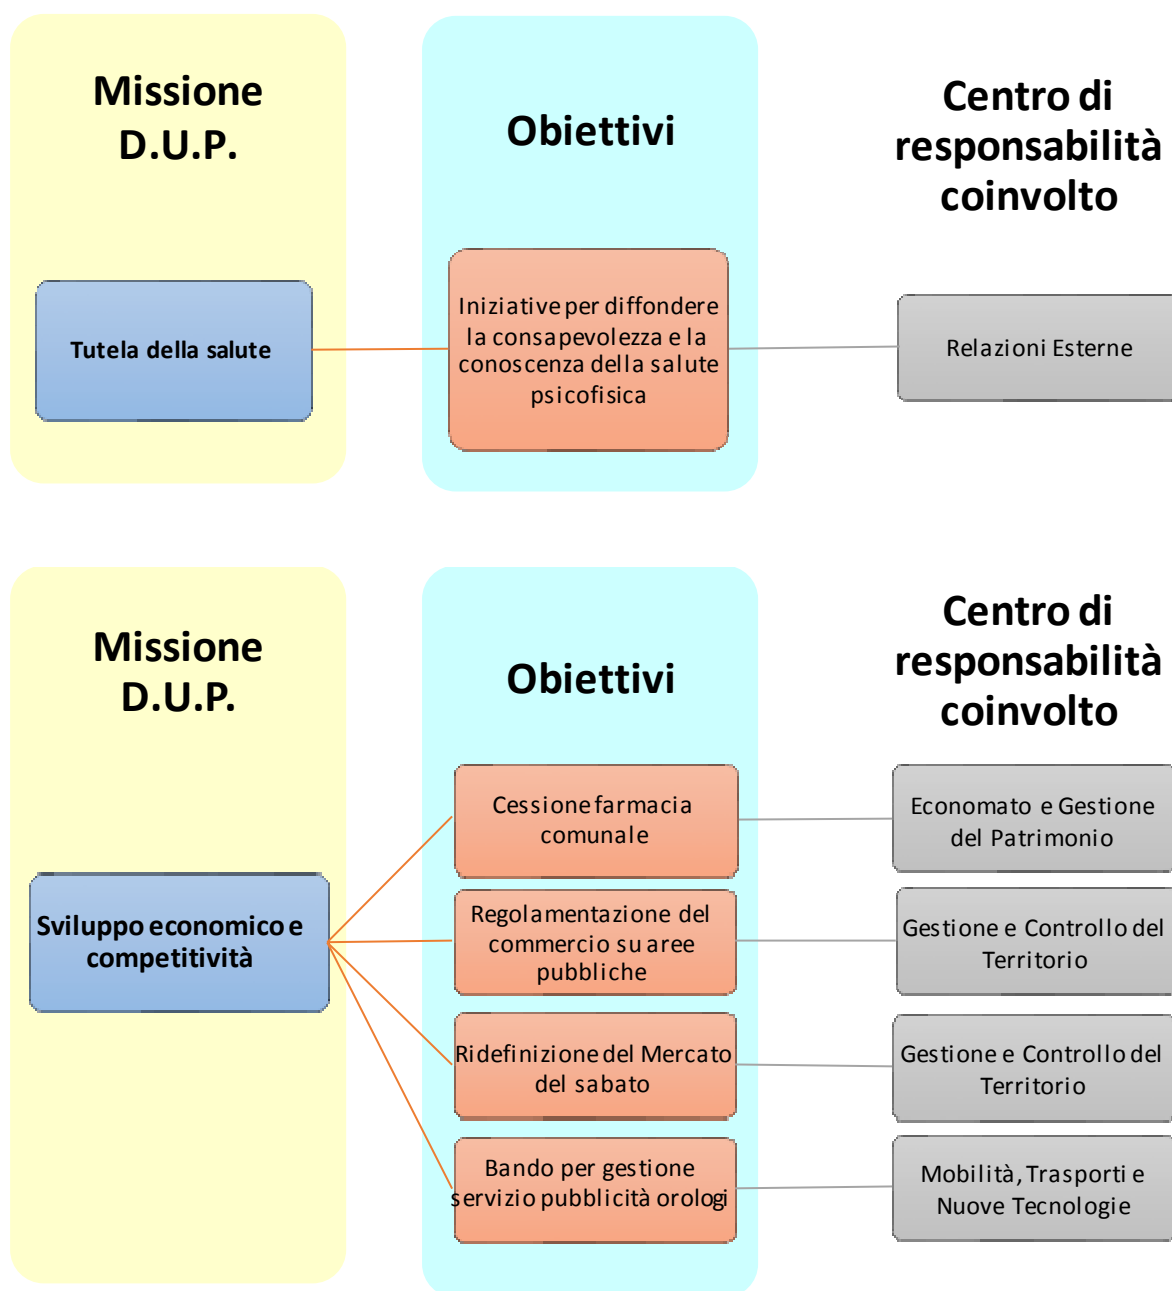 Missione
D.U.P.
Obiettivi
Centro di
responsabilità
coinvolto
Tutela della salute
Iniziative per diffondere
la consapevolezza e la
conoscenza della salute
psicofisica
Relazioni Esterne
Missione
D.U.P.
Obiettivi
Centro di
responsabilità
coinvolto
Sviluppo economico e
competitività
Cessione farmacia
comunale
Economato e Gestione
del Patrimonio
Regolamentazione del
commercio su aree
pubbliche
Gestione e Controllo del
Territorio
Ridefinizione del Mercato
del sabato
Gestione e Controllo del
Territorio
Bando per gestione
servizio pubblicità orologi
Mobilità, Trasporti e
Nuove Tecnologie